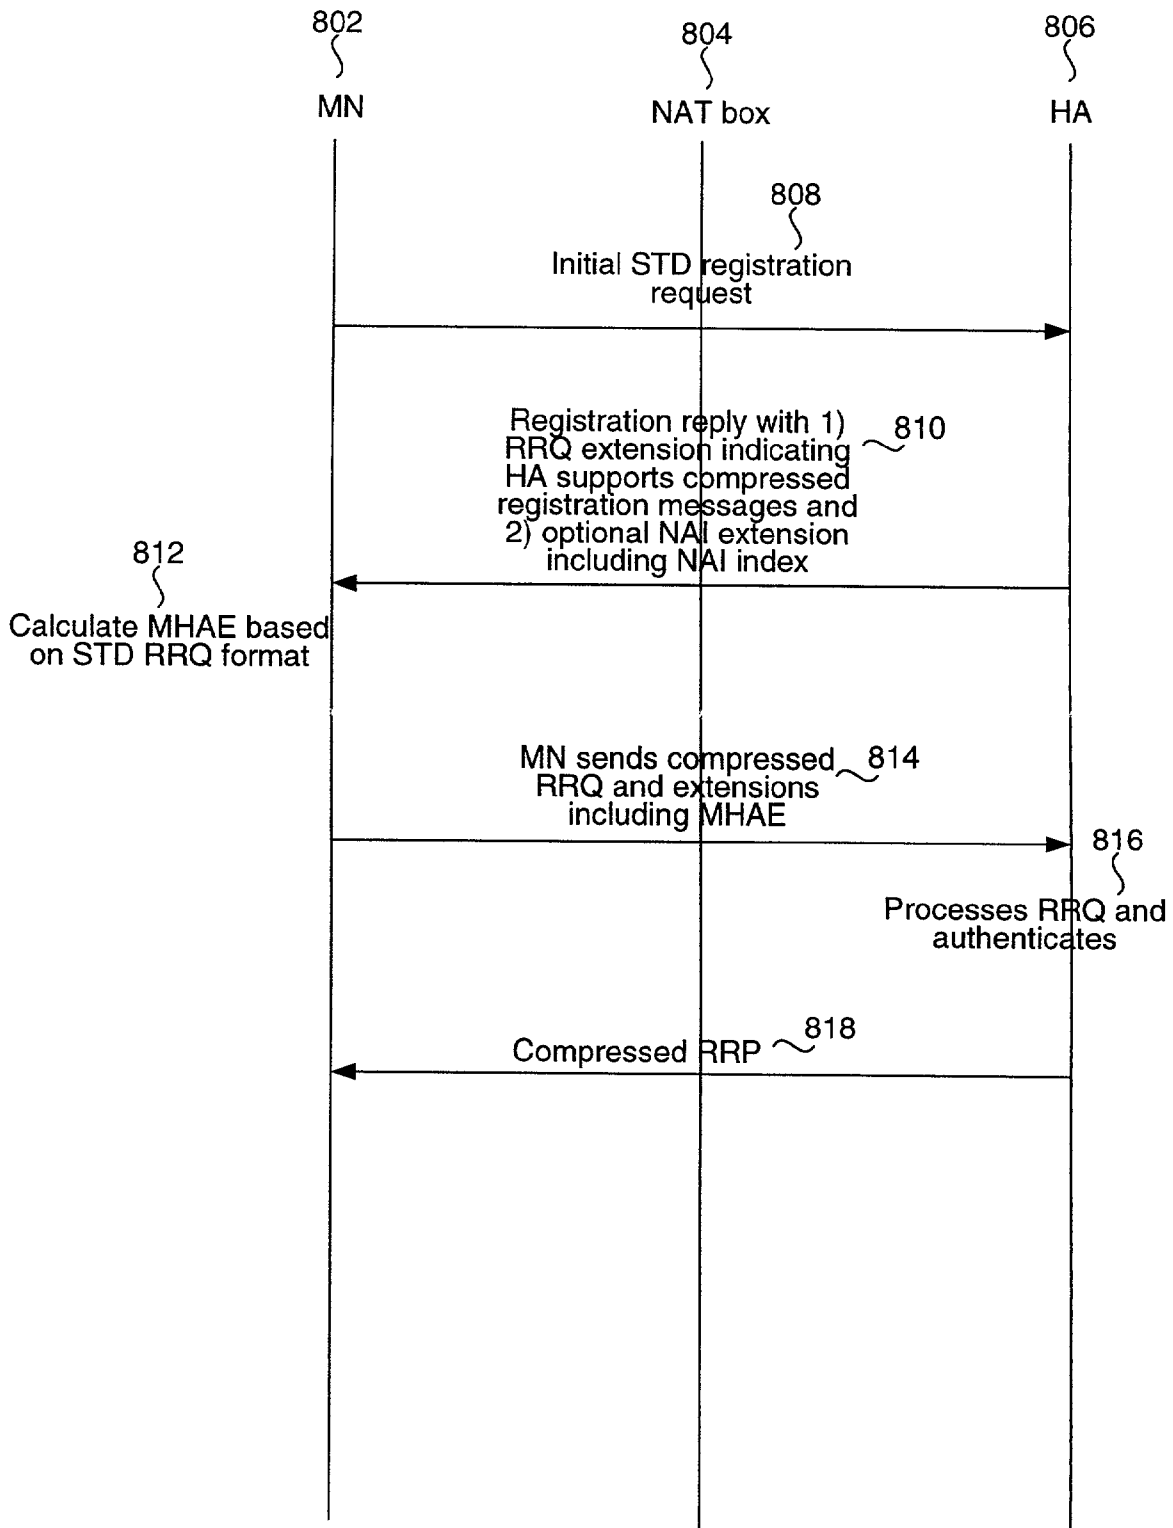 802
804
806
MN
NAT box
HA
808
Initial STD registration
request
Registration reply with 1)
810
RRQ extension indicating
HA supports compressed
registration messages and
2) optional NAI extension
including NAI index
812
Calculate MHAE based
on STD RRQ format
MN sends compressed
814
RRQ and extensions
including MHAE
816
Processes RRQ and
authenticates
818
Compressed RRP